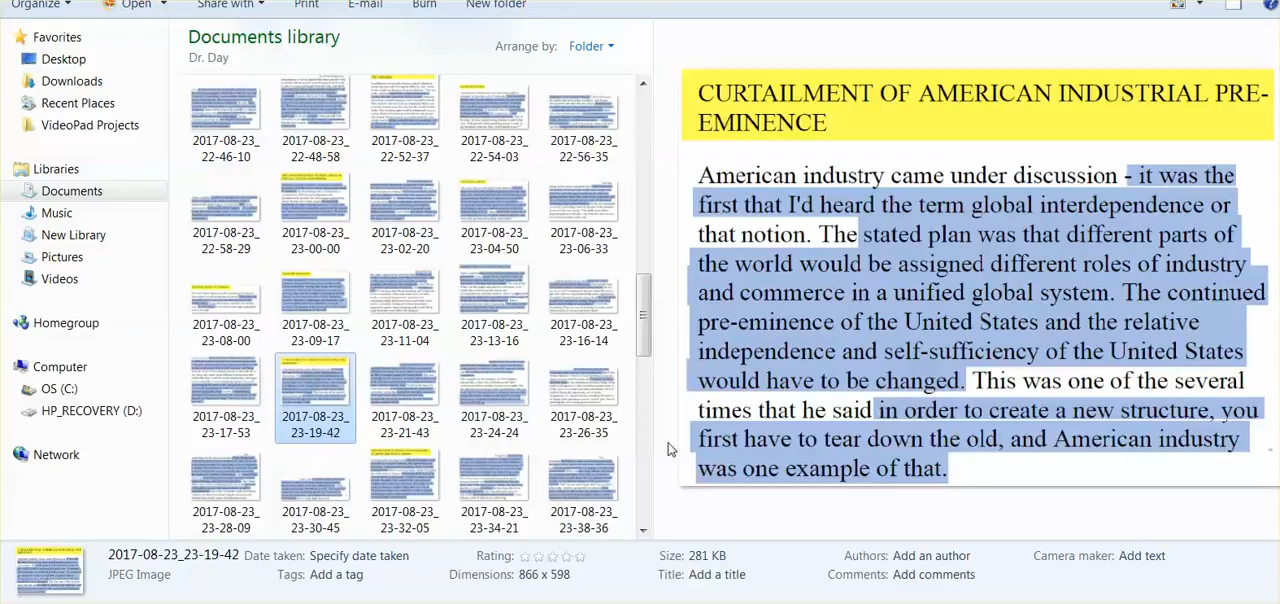 Organize
Open
Share with
Print
E-mail
Burn
New folder
Favorites
Desktop
Downloads
Recent Places
VideoPad Projects
Libraries
Documents
Music
New Library
Pictures
Videos
Homegroup
Computer
OS (C:)
HP_RECOVERY (D:)
Network
Documents library
Dr. Day
Arrange by: Folder
2017-08-23_ 2017-08-23_ 2017-08-23_ 2017-08-23_ 2017-08-23_
22-46-10 22-48-58 22-52-37 22-54-03 22-56-35
2017-08-23_ 2017-08-23_ 2017-08-23_ 2017-08-23_ 2017-08-23_
22-58-29 23-00-00 23-02-20 23-04-50 23-06-33
2017-08-23_ 2017-08-23_ 2017-08-23_ 2017-08-23_ 2017-08-23_
23-08-00 23-09-17 23-11-04 23-13-16 23-16-14
2017-08-23_ 2017-08-23_ 2017-08-23_ 2017-08-23_ 2017-08-23_
23-17-53 23-19-42 23-21-43 23-24-24 23-26-35
2017-08-23_ 2017-08-23_ 2017-08-23_ 2017-08-23_ 2017-08-23_
23-28-09 23-30-45 23-32-05 23-34-21 23-38-36
CURTAILMENT OF AMERICAN INDUSTRIAL PRE-
EMINENCE
American industry came under discussion - it was the
first that I'd heard the term global interdependence or
that notion. The stated plan was that different parts of
the world would be assigned different roles of industry
and commerce in a unified global system. The continued
pre-eminence of the United States and the relative
independence and self-sufficiency of the United States
would have to be changed. This was one of the several
times that he said in order to create a new structure, you
first have to tear down the old, and American industry
was one example of that.
2017-08-23_23-19-42 Date taken: Specify date taken Rating: Size: 281 KB Authors: Add an author Camera maker: Add text
JPEG Image Tags: Add a tag Dimensions: 866 x 598 Title: Add a title Comments: Add comments